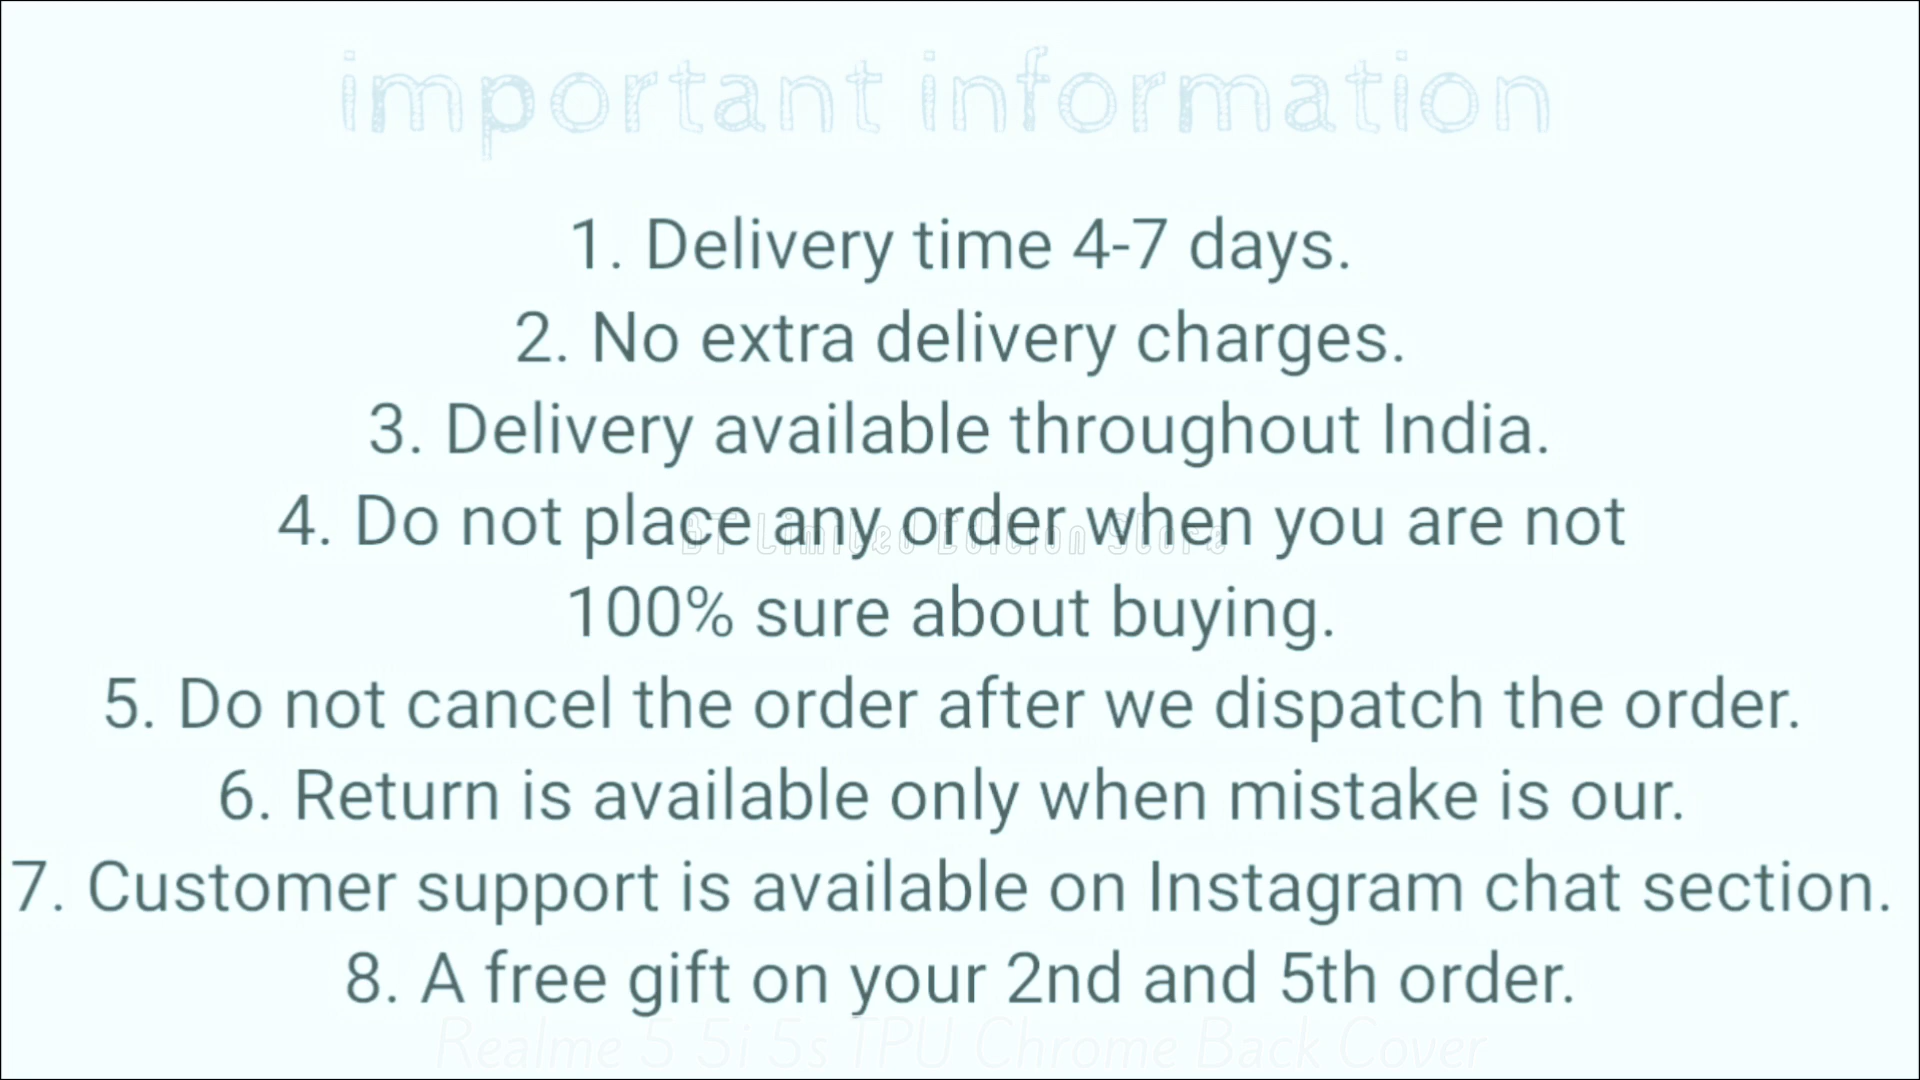 important information
1. Delivery time 4-7 days.
2. No extra delivery charges.
3. Delivery available throughout India.
4. Do not place any order when you are not
BT Limited Edition Store
100% sure about buying.
5. Do not cancel the order after we dispatch the order.
6. Return is available only when mistake is our.
7. Customer support is available on Instagram chat section.
8. A free gift on your 2nd and 5th order.
Realme 5 5i 5s TPU Chrome Back Cover